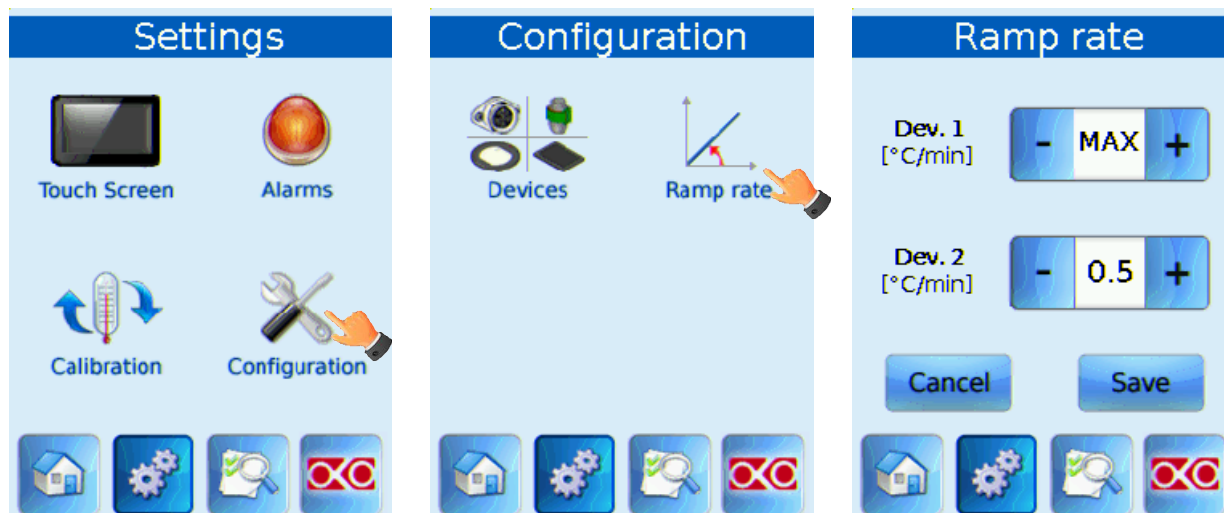 Settings
Touch Screen
Alarms
Calibration
Configuration
Configuration
Devices
Ramp rate
Ramp rate
Dev. 1
[°C/min]
- MAX +
Dev. 2
[°C/min]
- 0.5 +
Cancel
Save